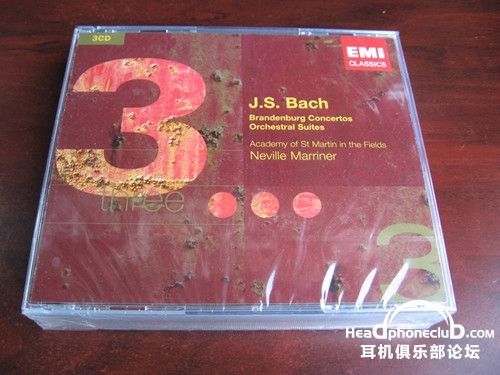 3CD
EMI
CLASSICS
3
three
J.S. Bach
Brandenburg Concertos
Orchestral Suites
Academy of St Martin in the Fields
Neville Marriner
3
HeadphonecluB.com
耳机俱乐部论坛